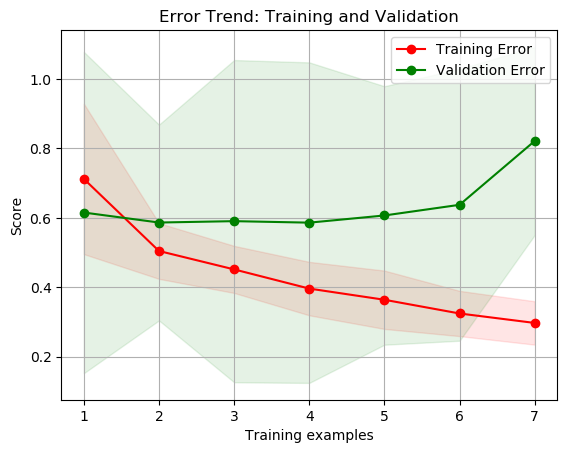 Error Trend: Training and Validation
Training Error
Validation Error
Score
1.0
0.8
0.6
0.4
0.2
1 2 3 4 5 6 7
Training examples